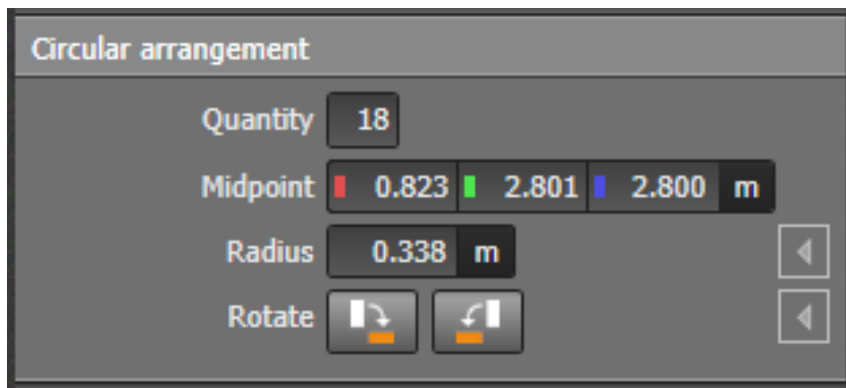 Circular arrangement
Quantity 18
Midpoint 0.823 2.801 2.800 m
Radius 0.338 m
Rotate